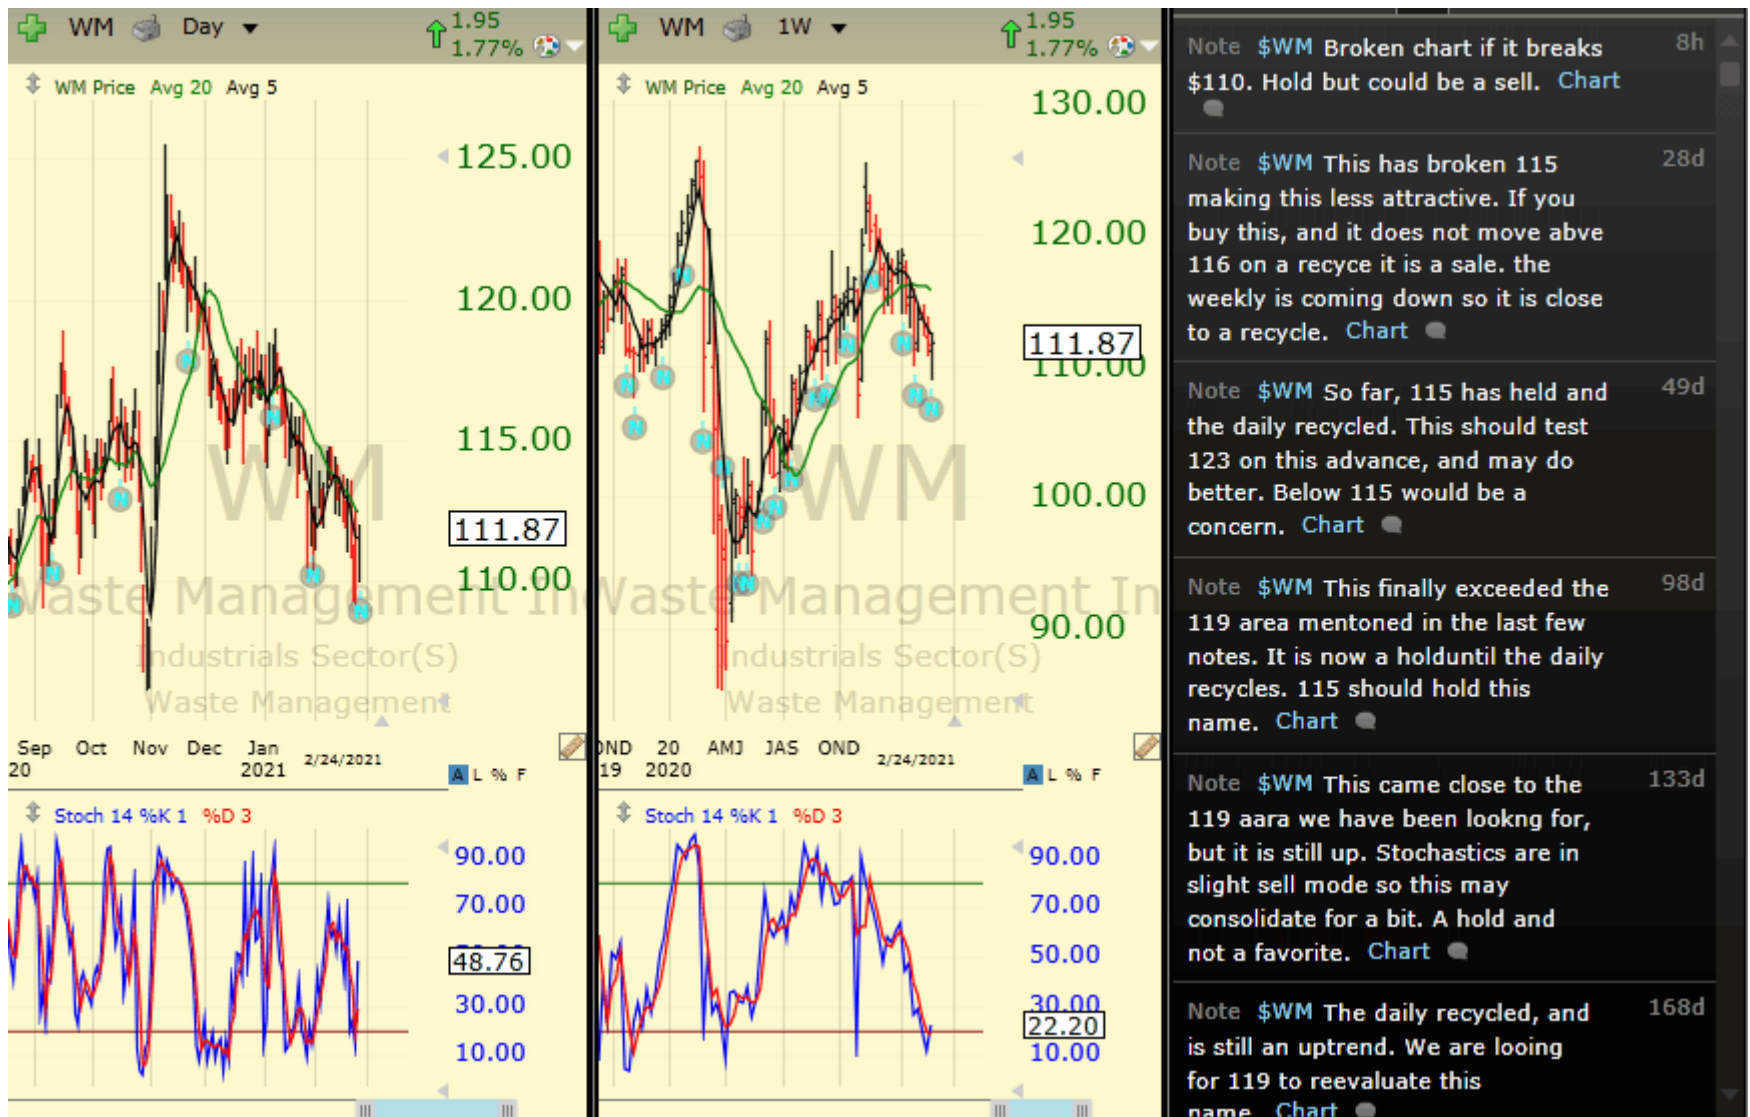 WM Day
1.95
1.77%
WM Price Avg 20 Avg 5
125.00
120.00
115.00
111.87
110.00
WM
Waste Management In
Industrials Sector(S)
Waste Management
Sep Oct Nov Dec Jan 2/24/2021
20 2021
A L % F
Stoch 14 %K 1 %D 3
90.00
70.00
48.76
30.00
10.00
WM 1W
1.95
1.77%
WM Price Avg 20 Avg 5
130.00
120.00
111.87
110.00
100.00
90.00
WM
Waste Management In
Industrials Sector(S)
Waste Management
OND 20 AMJ JAS OND 2/24/2021
19 2020
A L % F
Stoch 14 %K 1 %D 3
90.00
70.00
50.00
30.00
22.20
10.00
Note $WM Broken chart if it breaks 8h
$110. Hold but could be a sell. Chart
Note $WM This has broken 115 28d
making this less attractive. If you
buy this, and it does not move abve
116 on a recyce it is a sale. the
weekly is coming down so it is close
to a recycle. Chart
Note $WM So far, 115 has held and 49d
the daily recycled. This should test
123 on this advance, and may do
better. Below 115 would be a
concern. Chart
Note $WM This finally exceeded the 98d
119 area mentoned in the last few
notes. It is now a holduntil the daily
recycles. 115 should hold this
name. Chart
Note $WM This came close to the 133d
119 aara we have been lookng for,
but it is still up. Stochastics are in
slight sell mode so this may
consolidate for a bit. A hold and
not a favorite. Chart
Note $WM The daily recycled, and 168d
is still an uptrend. We are looing
for 119 to reevaluate this
name. Chart